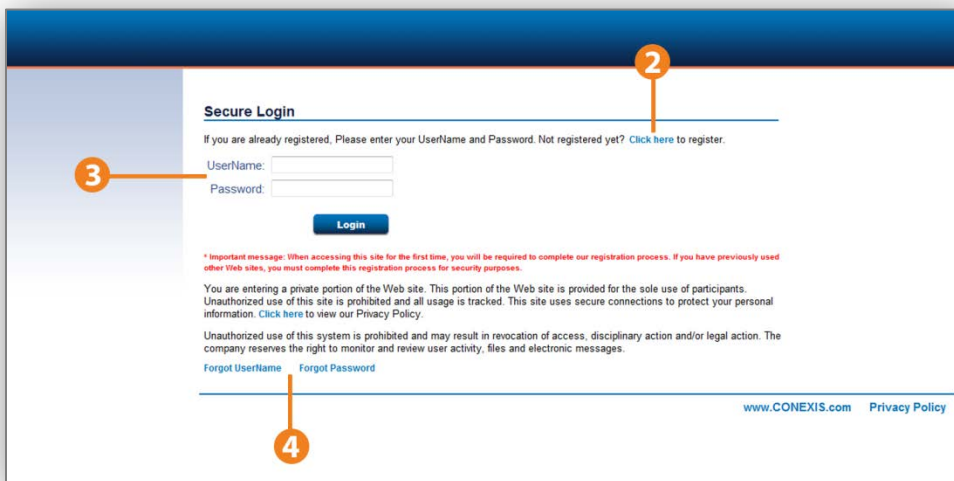 2
Secure Login
If you are already registered, Please enter your UserName and Password. Not registered yet? Click here to register.
3
UserName:
Password:
Login
* Important message: When accessing this site for the first time, you will be required to complete our registration process. If you have previously used
other Web sites, you must complete this registration process for security purposes.
You are entering a private portion of the Web site. This portion of the Web site is provided for the sole use of participants.
Unauthorized use of this site is prohibited and all usage is tracked. This site uses secure connections to protect your personal
information. Click here to view our Privacy Policy.
Unauthorized use of this system is prohibited and may result in revocation of access, disciplinary action and/or legal action. The
company reserves the right to monitor and review user activity, files and electronic messages.
Forgot UserName Forgot Password
www.CONEXIS.com Privacy Policy
4